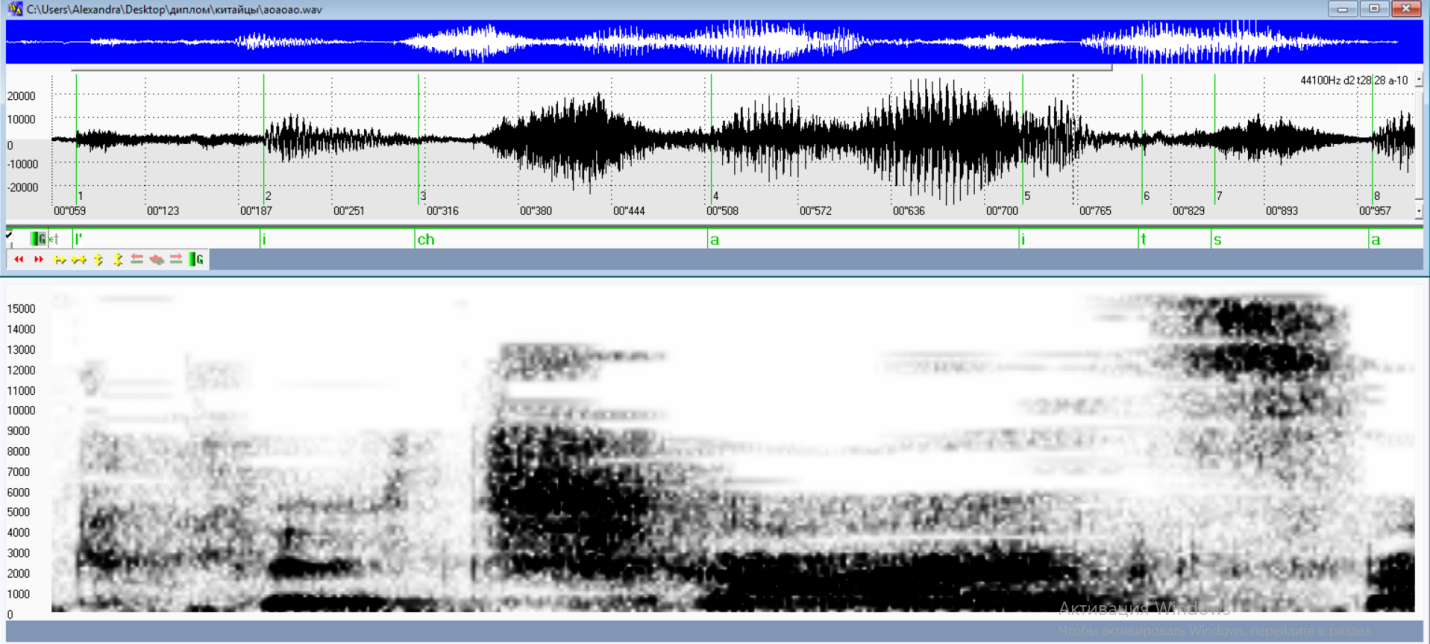 C:\Users\Alexandra\Desktop\диплом\китайцы\аоаоао.wav
44100Hz d2 t28 28 a-10
20000
10000
0
-10000
-20000
1 2 3 4 5 6 7 8
00"059 00"123 00"187 00"251 00"316 00"380 00"444 00"508 00"572 00"636 00"700 00"765 00"829 00"893 00"957
G t l' i ch a i t s a
G
15000
14000
13000
12000
11000
10000
9000
8000
7000
6000
5000
4000
3000
2000
1000
0
Активация Windows
Чтобы активировать Windows, перейдите в раздел